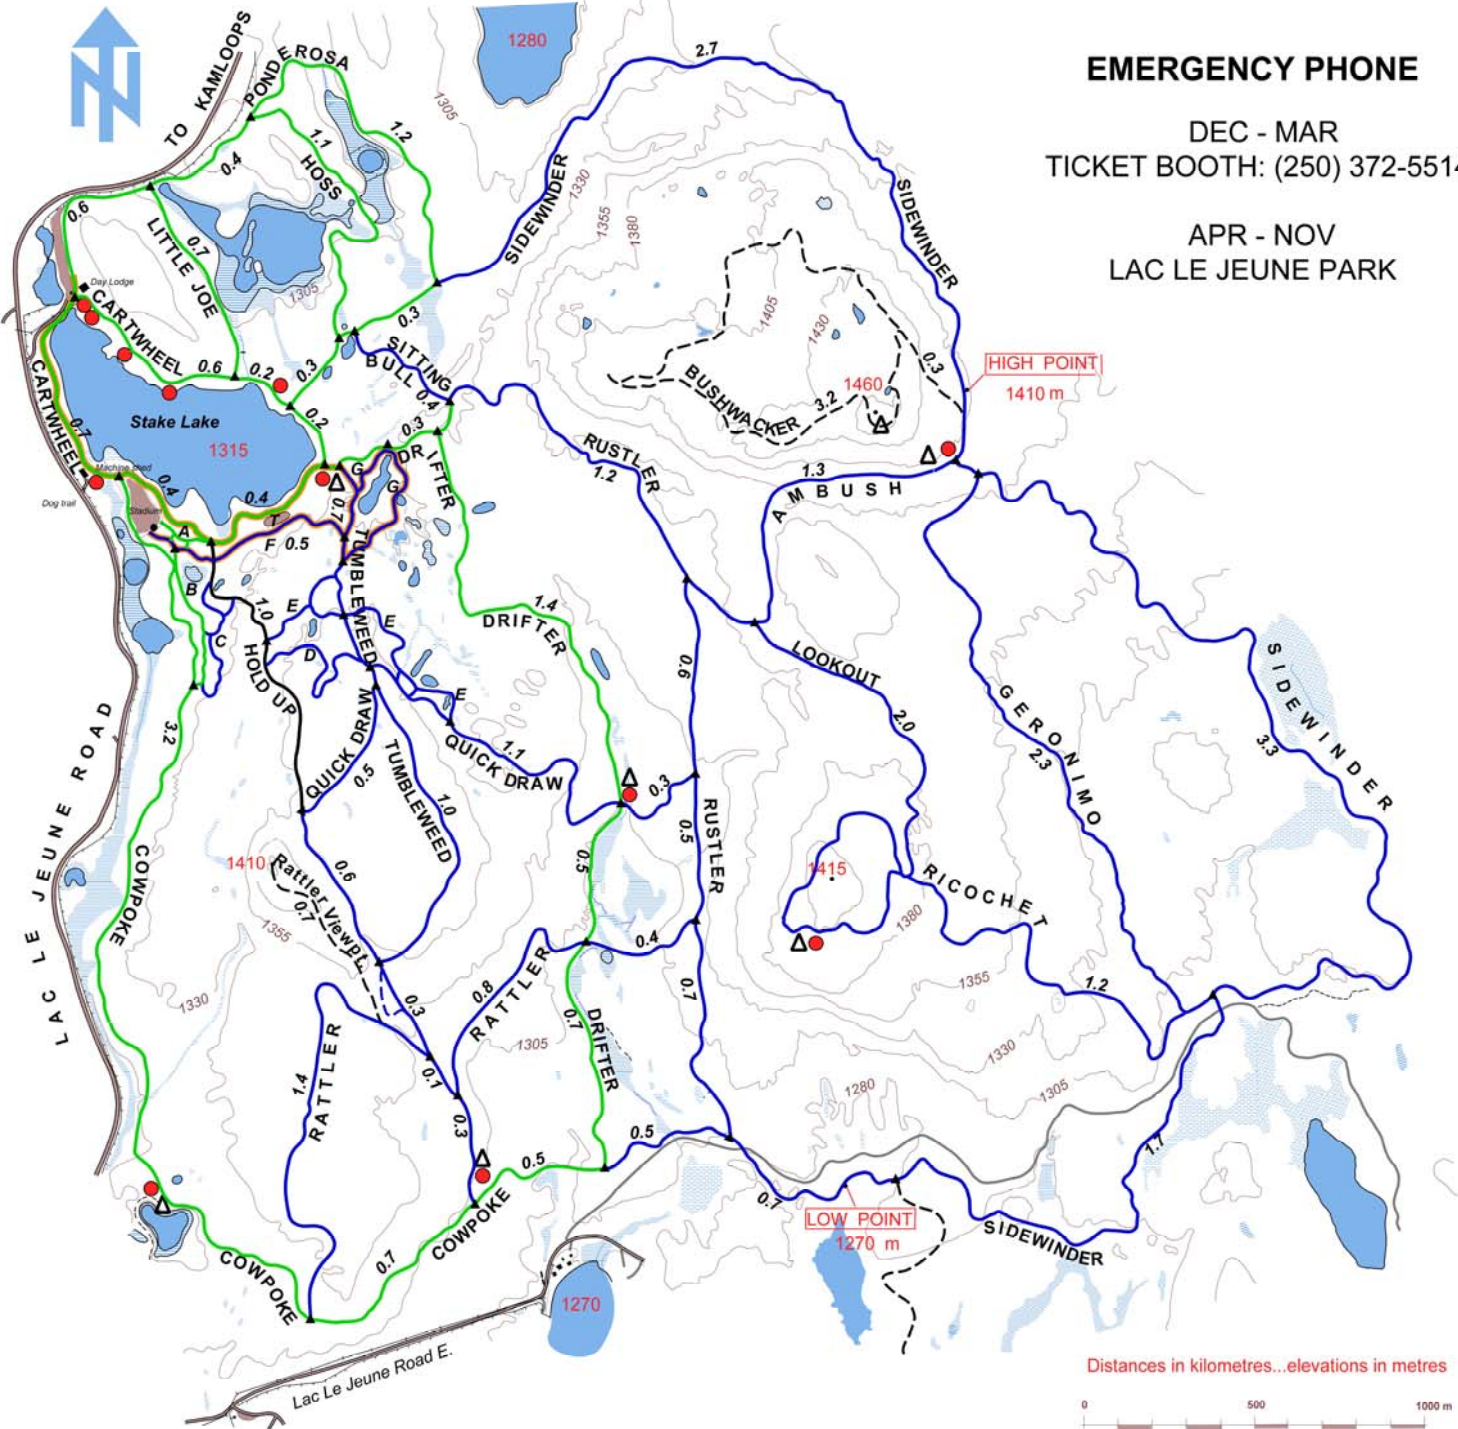 N
EMERGENCY PHONE
DEC - MAR
TICKET BOOTH: (250) 372-551
APR - NOV
LAC LE JEUNE PARK
1280
2.7
TO KAMLOOPS
PONDEROSA
1305
1.2
1.1
HOSS
0.4
0.6
LITTLE JOE
0.7
SIDEWINDER
1330
1355
1380
SIDEWINDER
Day Lodge
CARTWHEEL
1305
0.3
1405
1430
0.3
HIGH POINT
1410 m
SITTING
BULL
0.4
0.6
0.2
0.3
0.2
CARTWHEEL
0.7
Stake Lake
1315
BUSHWACKER
3.2
1460
0.3
DRIFTER
RUSTLER
1.2
1.3
AMBUSH
Machine shed
Dog trail
0.4
Stadium
0.4
G
G
0.7
T
A
F 0.5
TUMBLEWEED
B
1.0
E
E
C
D
HOLD UP
E
1.4
DRIFTER
0.6
LOOKOUT
2.0
GERONIMO
2.3
SIDEWINDER
3.3
3.2
LAC LE JEUNE ROAD
QUICK DRAW
0.5
TUMBLEWEED
1.0
1.1
QUICK DRAW
0.3
RUSTLER
0.5
COWPOKE
1410
Rattler Viewpt.
0.7
0.6
0.5
1415
RICOCHET
1380
1355
1330
0.3
0.8
RATTLER
0.4
0.7
1355
1.2
DRIFTER
0.7
1305
1330
1305
1280
1.4
RATTLER
0.1
0.3
0.5
0.5
1.7
0.7
LOW POINT
1270 m
SIDEWINDER
COWPOKE
0.7
COWPOKE
1270
Lac Le Jeune Road E.
Distances in kilometres...elevations in metres
0 500 1000 m